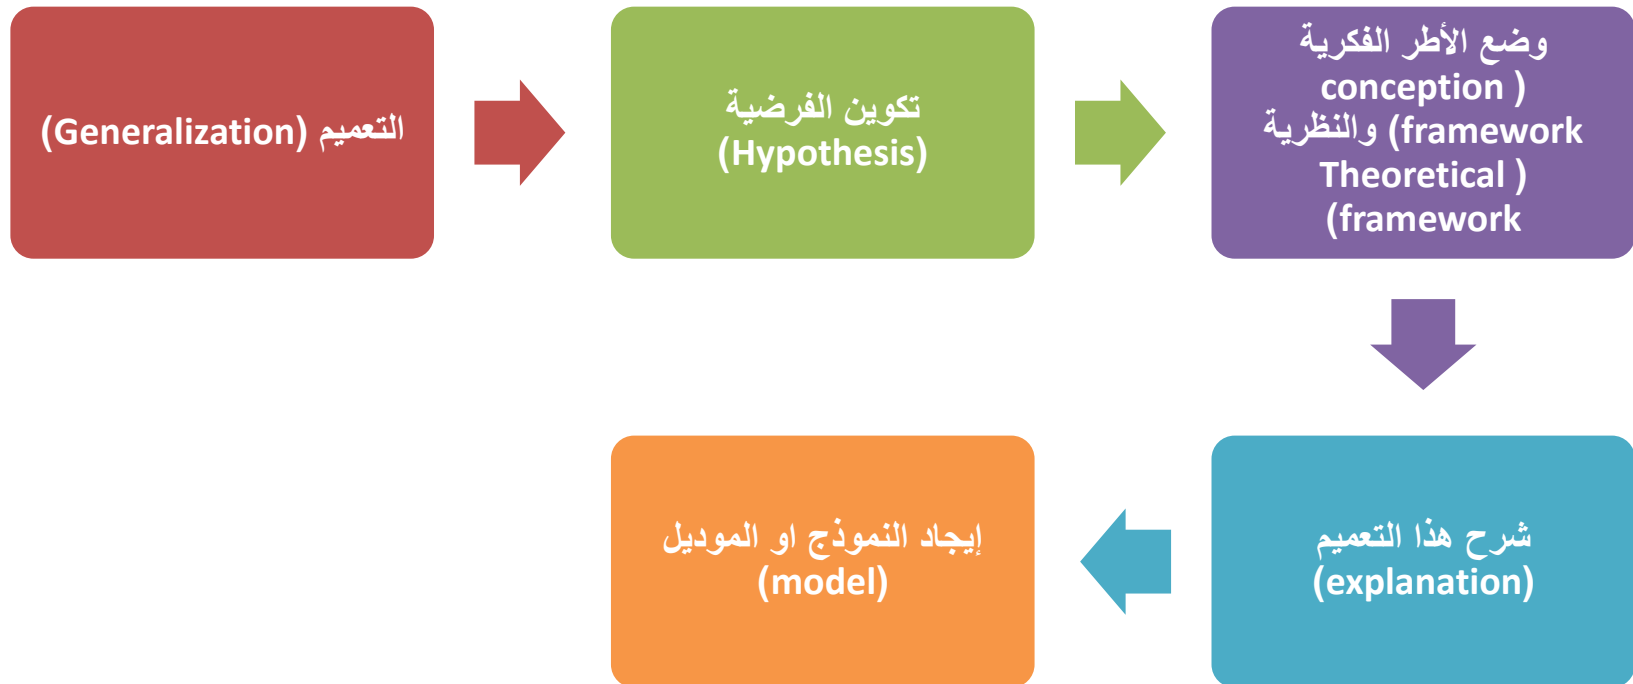 التعميم (Generalization)
تكوين الفرضية
(Hypothesis)
وضع الأطر الفكرية
conception )
framework) والنظرية
Theoretical )
(framework
شرح هذا التعميم
(explanation)
إيجاد النموذج او الموديل
(model)